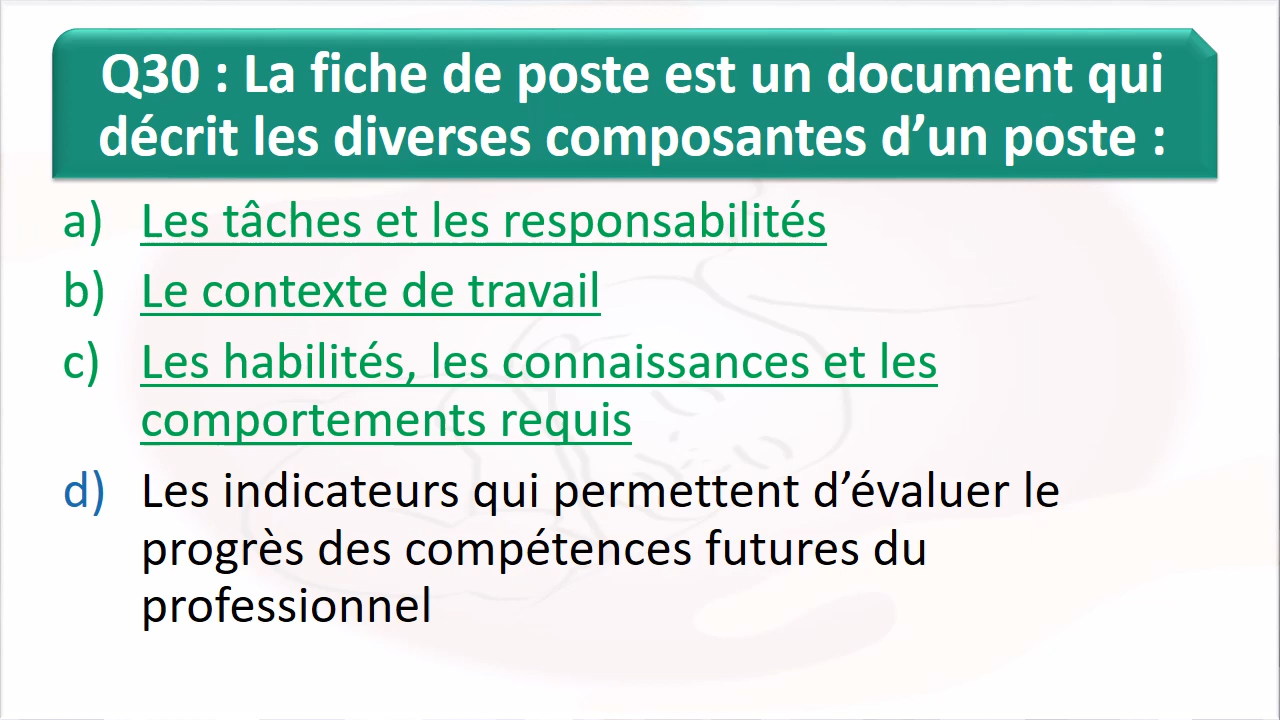 Q30 : La fiche de poste est un document qui
décrit les diverses composantes d’un poste :
a) Les tâches et les responsabilités
b) Le contexte de travail
c) Les habilités, les connaissances et les
comportements requis
d) Les indicateurs qui permettent d’évaluer le
progrès des compétences futures du
professionnel